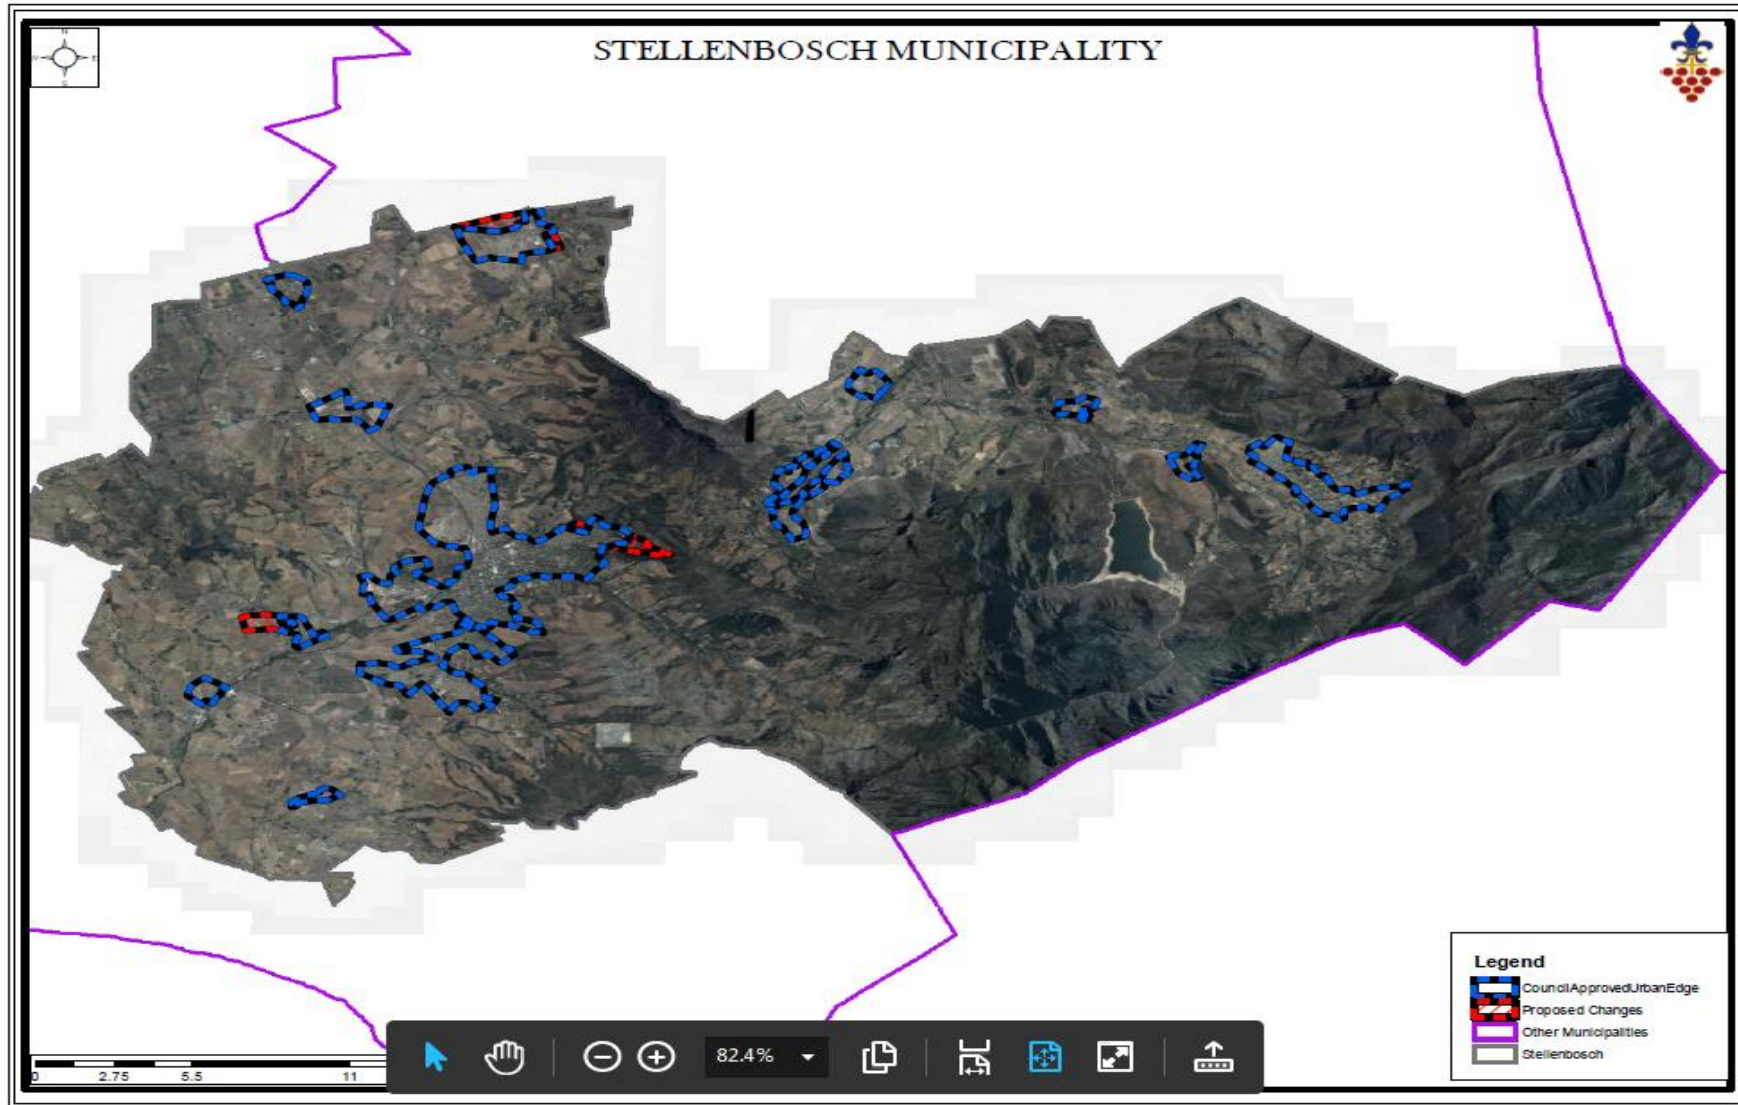 STELLENBOSCH MUNICIPALITY
N
W E
S
Legend
CouncilApprovedUrbanEdge
Proposed Changes
Other Municipalities
Stellenbosch
0 2.75 5.5 11
82.4%